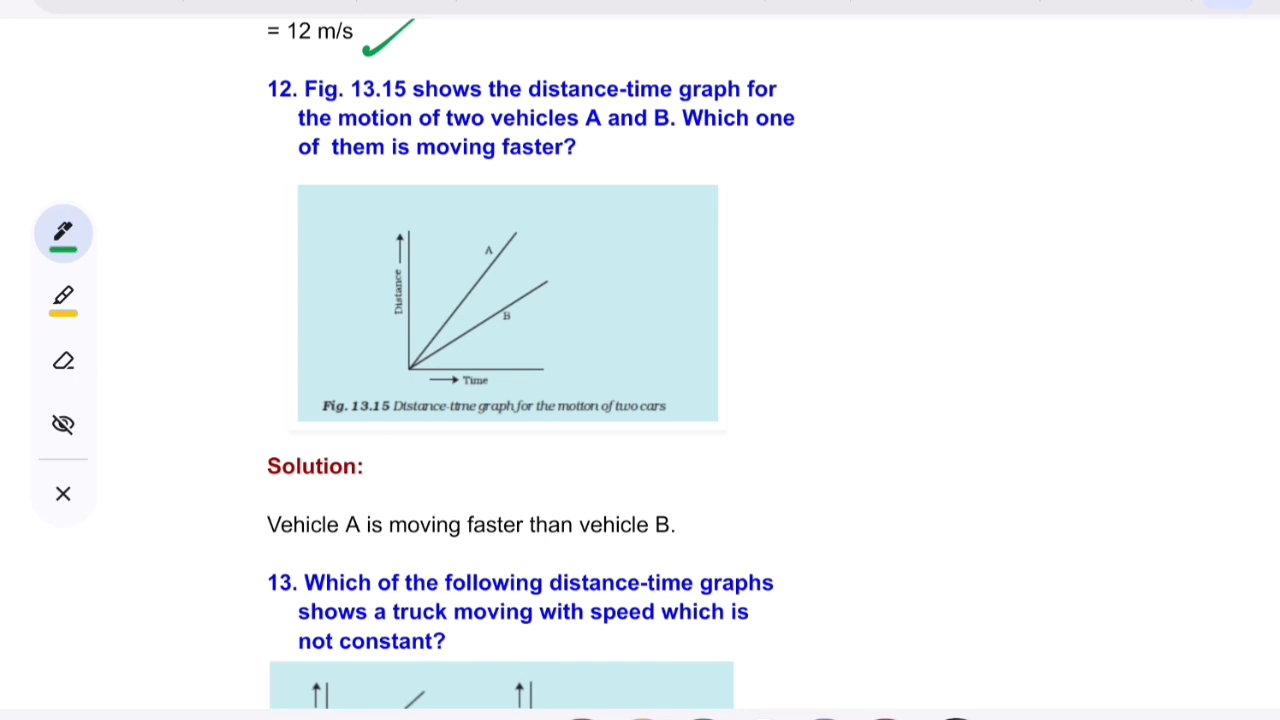 = 12 m/s
12. Fig. 13.15 shows the distance-time graph for
the motion of two vehicles A and B. Which one
of them is moving faster?
A
Distance
B
Time
Fig. 13.15 Distance-time graph for the motion of two cars
Solution:
Vehicle A is moving faster than vehicle B.
13. Which of the following distance-time graphs
shows a truck moving with speed which is
not constant?